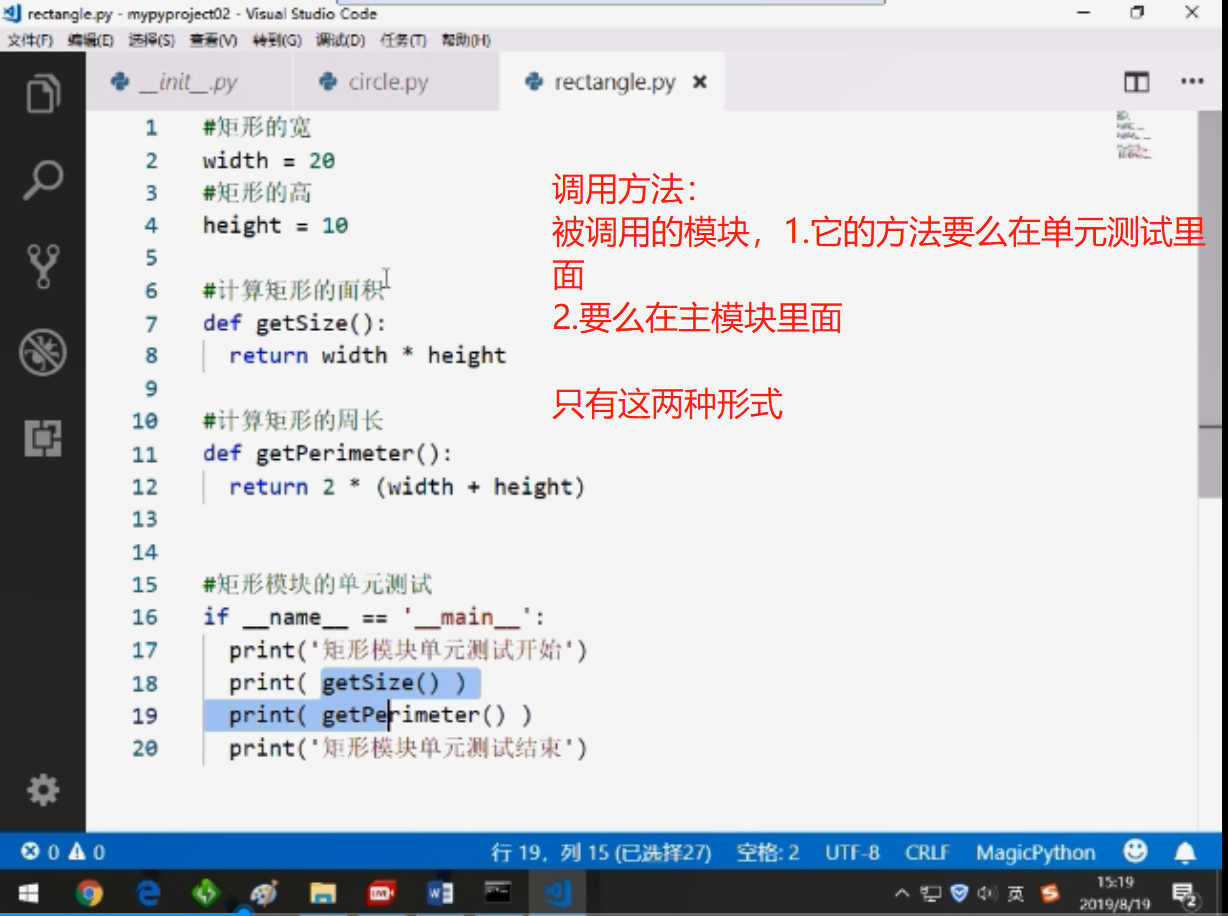 rectangle.py - mypyproject02 - Visual Studio Code
文件(F) 编辑(E) 选择(S) 查看(V) 转到(G) 调试(D) 任务(T) 帮助(H)
__init__.py circle.py rectangle.py
1 #矩形的宽
2 width = 20
3 #矩形的高
4 height = 10
5
6 #计算矩形的面积
7 def getSize():
8 return width * height
9
10 #计算矩形的周长
11 def getPerimeter():
12 return 2 * (width + height)
13
14
15 #矩形模块的单元测试
16 if __name__ == '__main__':
17 print('矩形模块单元测试开始')
18 print( getSize() )
19 print( getPerimeter() )
20 print('矩形模块单元测试结束')
调用方法：
被调用的模块，1.它的方法要么在单元测试里
面
2.要么在主模块里面
只有这两种形式
0 0 行 19，列 15 (已选择27) 空格: 2 UTF-8 CRLF MagicPython
LIVE 英 15:19
2019/8/19 2